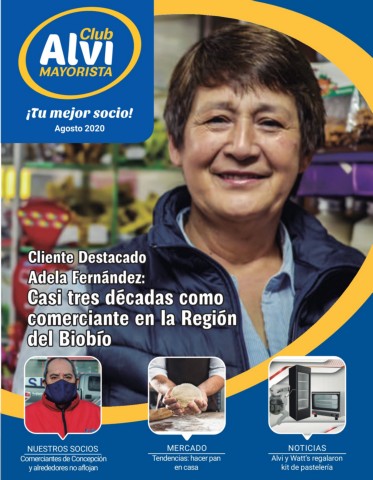 Club
Alvi
MAYORISTA
¡Tu mejor socio!
Agosto 2020
Cliente Destacado
Adela Fernández:
Casi tres décadas como
comerciante en la Región
del Biobío
NUESTROS SOCIOS
Comerciantes de Concepción
y alrededores no aflojan
MERCADO
Tendencias: hacer pan
en casa
NOTICIAS
Alvi y Watt's regalaron
kit de pastelería